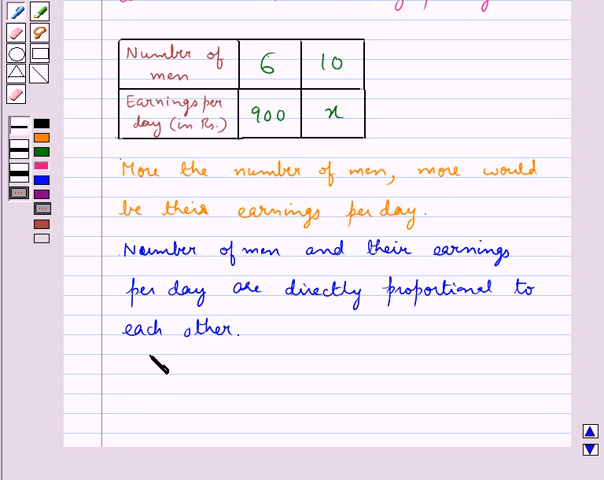 Number of men 6 10
Earnings per day (in Rs.) 900 x
More the number of men, more would
be their earnings per day.
Number of men and their earnings
per day are directly proportional to
each other.